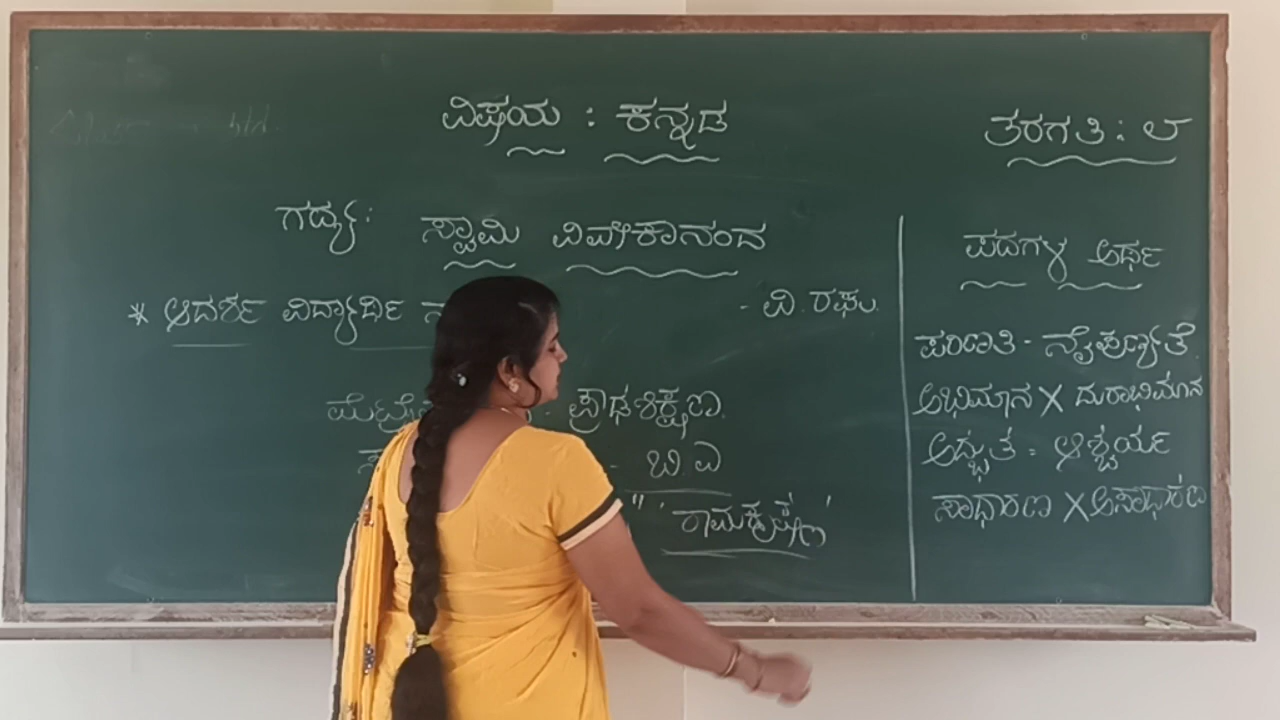 ವಿಷಯ : ಕನ್ನಡ
ತರಗತಿ : ೮
ಗದ್ಯ :
ಸ್ವಾಮಿ ವಿವೇಕಾನಂದ
- ವಿ. ರಘು.
* ಆದರ್ಶ ವಿದ್ಯಾರ್ಥಿ
- ಪ್ರೌಢಶಿಕ್ಷಣ.
- ಬಿ ಎ
" ' ರಾಮಕೃಷ್ಣ '
ಪದಗಳ ಅರ್ಥ
ಪರಿಣತಿ - ನೈಪುಣ್ಯತೆ.
ಅಭಿಮಾನ X ದುರಾಭಿಮಾನ
ಅದ್ಭುತ = ಆಶ್ಚರ್ಯ
ಸಾಧಾರಣ X ಅಸಾಧಾರಣ